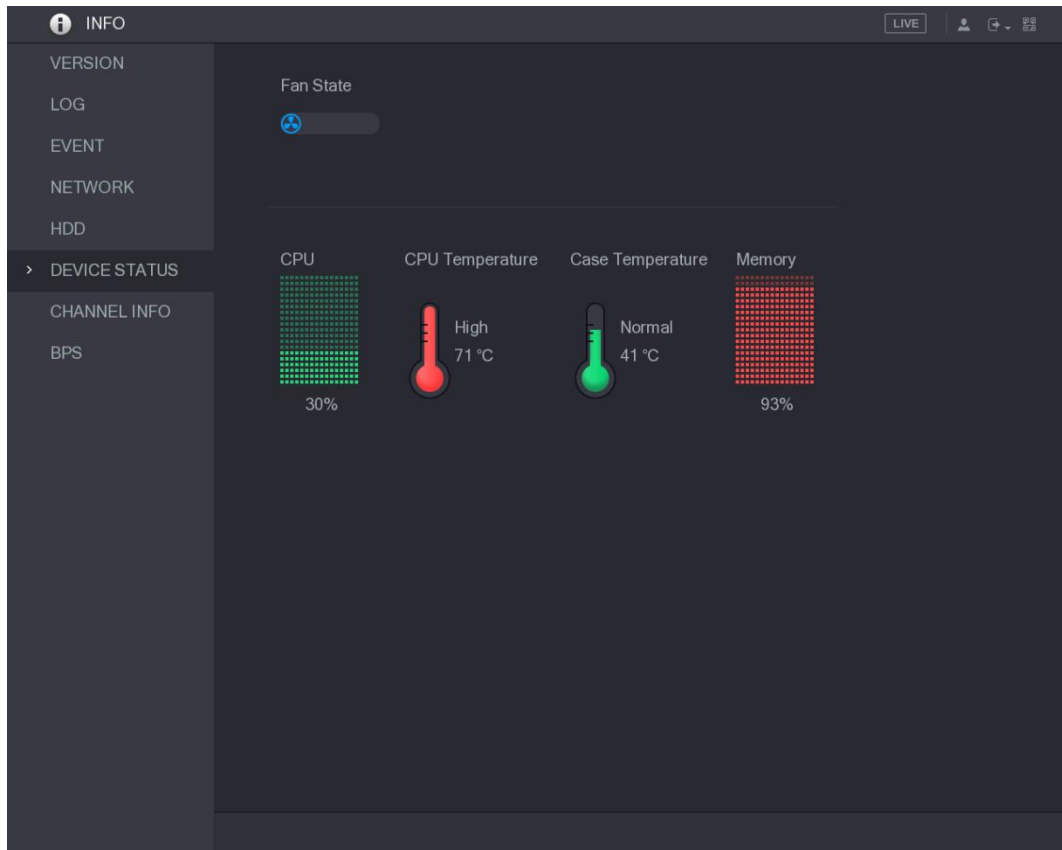 INFO
LIVE
VERSION
LOG
EVENT
NETWORK
HDD
> DEVICE STATUS
CHANNEL INFO
BPS
Fan State
CPU CPU Temperature Case Temperature Memory
High Normal
71 °C 41 °C
30% 93%